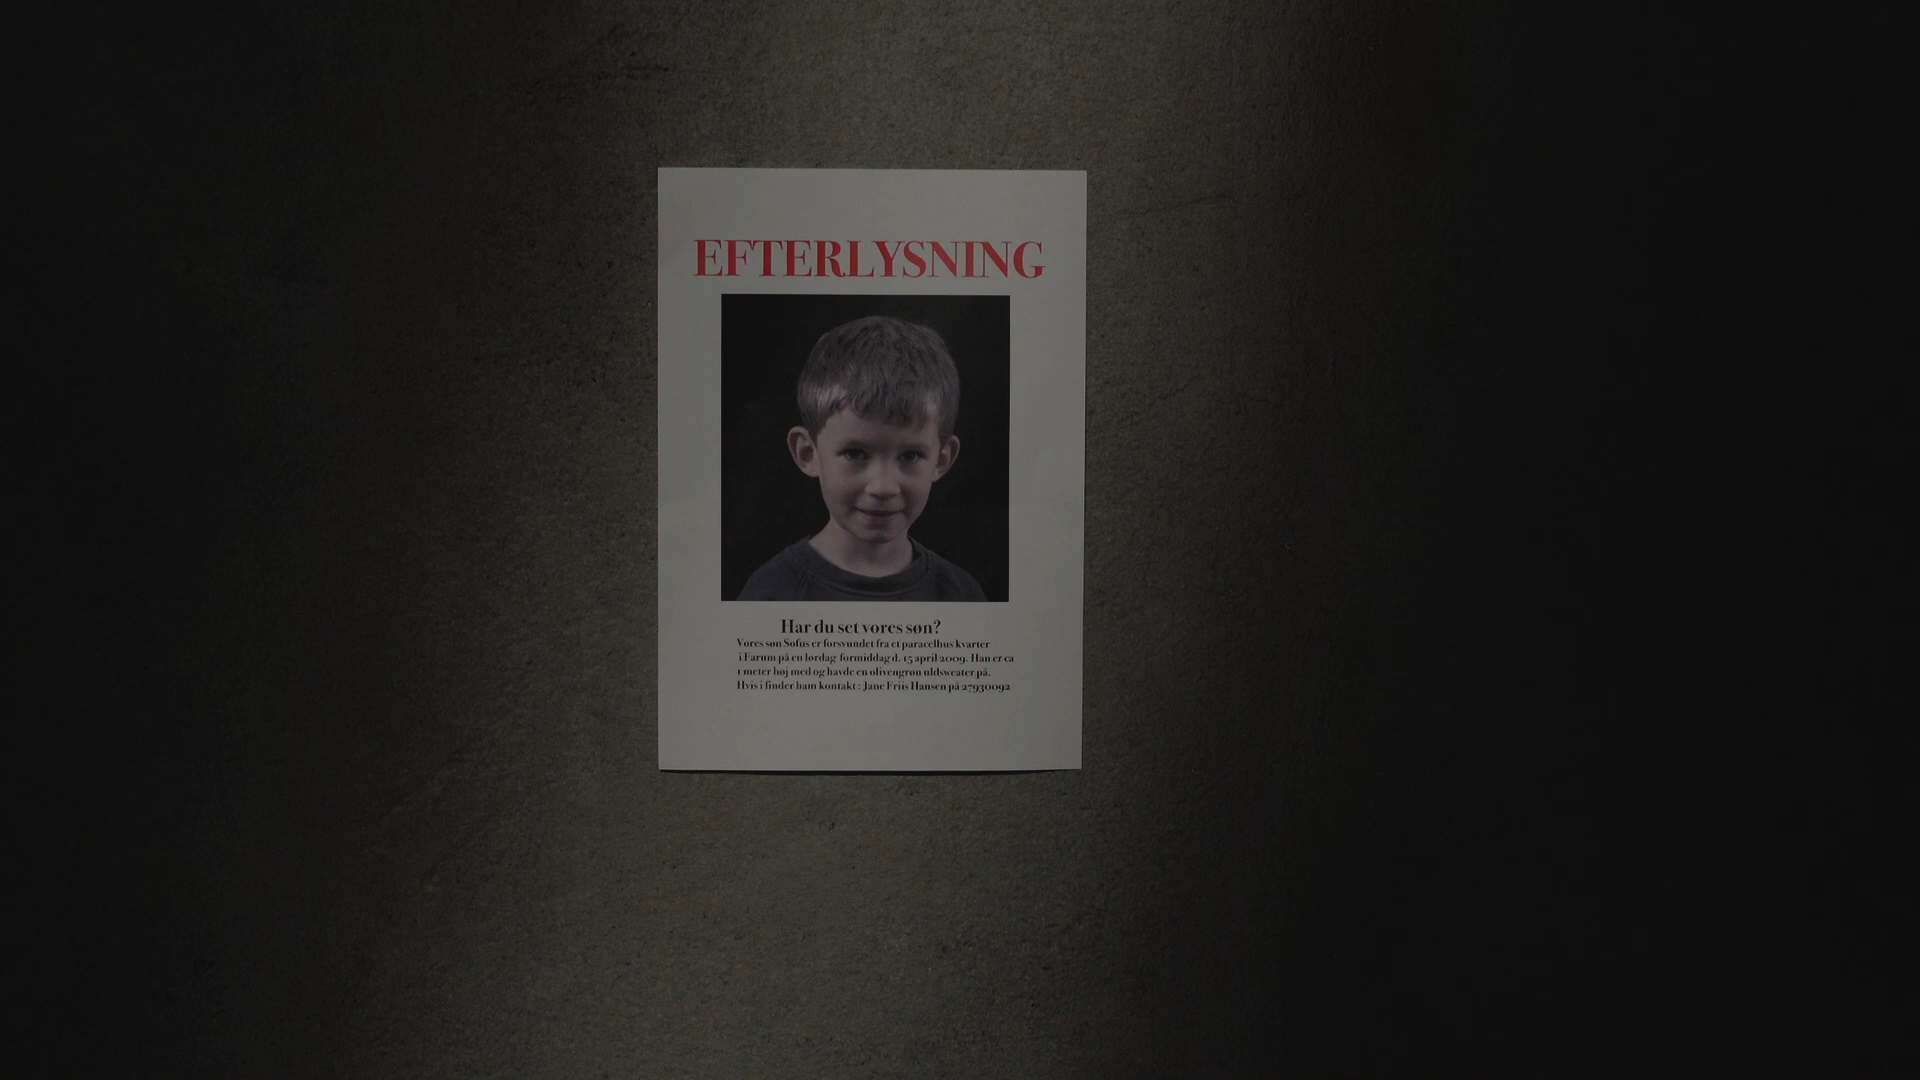 EFTERLYSNING
Har du set vores søn?
Vores søn Sofus er forsvundet fra et paracelhus kvarter
i Farum på en lørdag formiddag d. 15 april 2009. Han er ca
1 meter høj med og havde en olivengrøn uldsweater på.
Hvis i finder ham kontakt : Jane Friis Hansen på 27930092